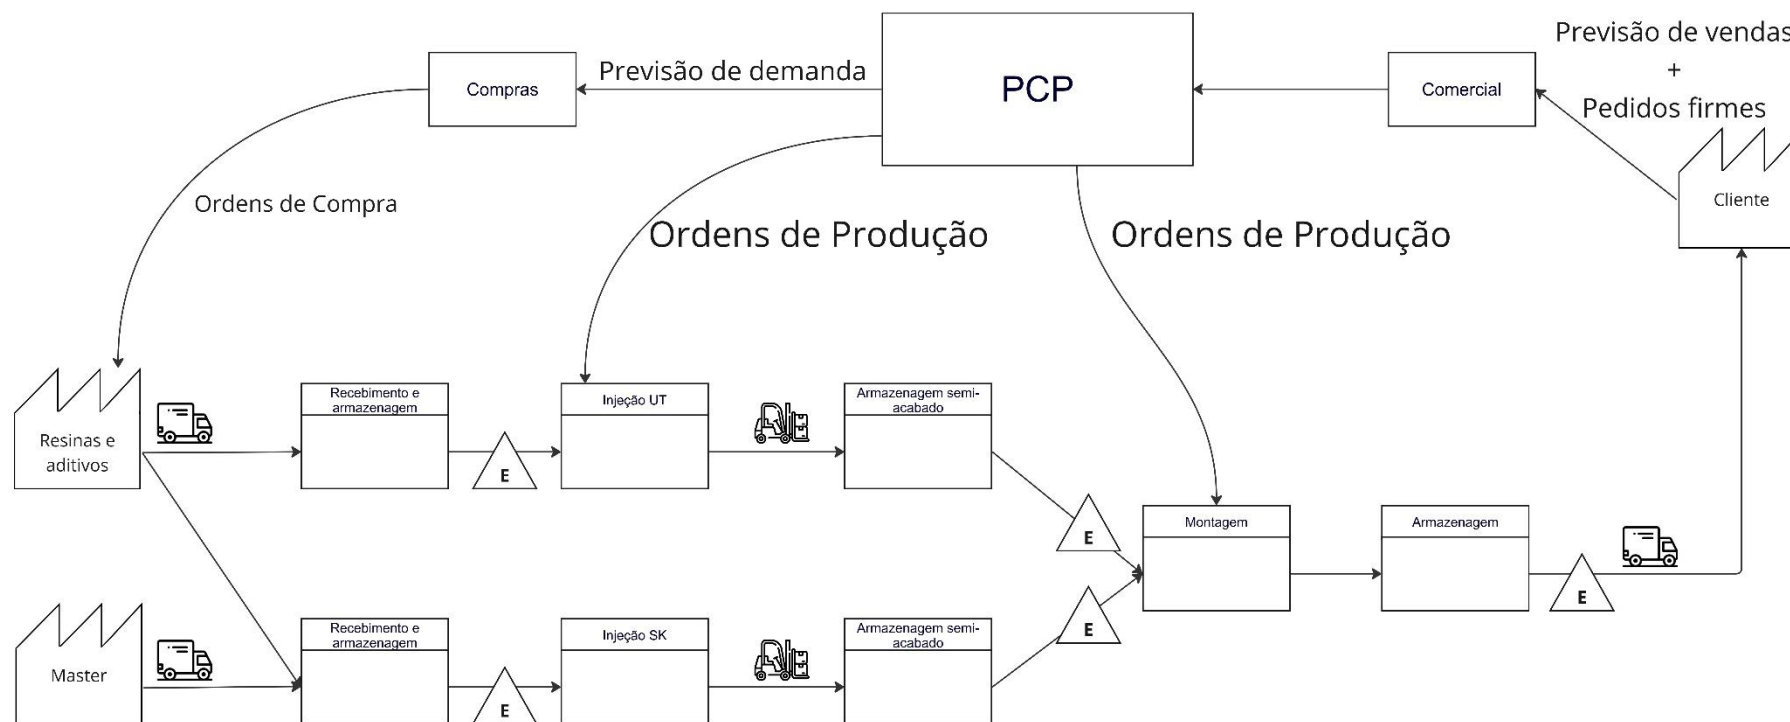 Previsão de vendas
+
Pedidos firmes
PCP
Previsão de demanda
Compras
Comercial
Cliente
Ordens de Compra
Ordens de Produção
Ordens de Produção
Resinas e
aditivos
Recebimento e
armazenagem
E
Injeção UT
Armazenagem semi-
acabado
E
Montagem
Armazenagem
E
E
Master
Recebimento e
armazenagem
E
Injeção SK
Armazenagem semi-
acabado